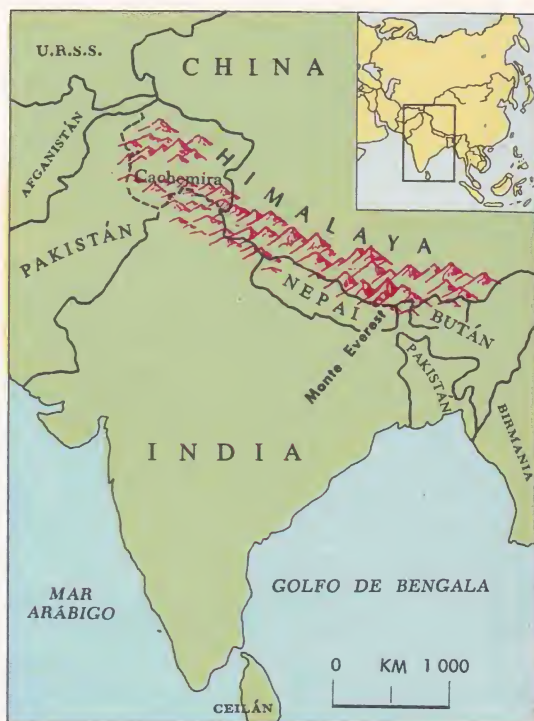 U.R.S.S.
CHINA
AFGANISTÁN
HIMALAYA
Cachemira
PAKISTÁN
NEPAL
BUTÁN
Monte Everest
PAKISTÁN
BIRMANIA
INDIA
MAR
ARÁBIGO
GOLFO DE BENGALA
0 KM 1 000
CEILÁN